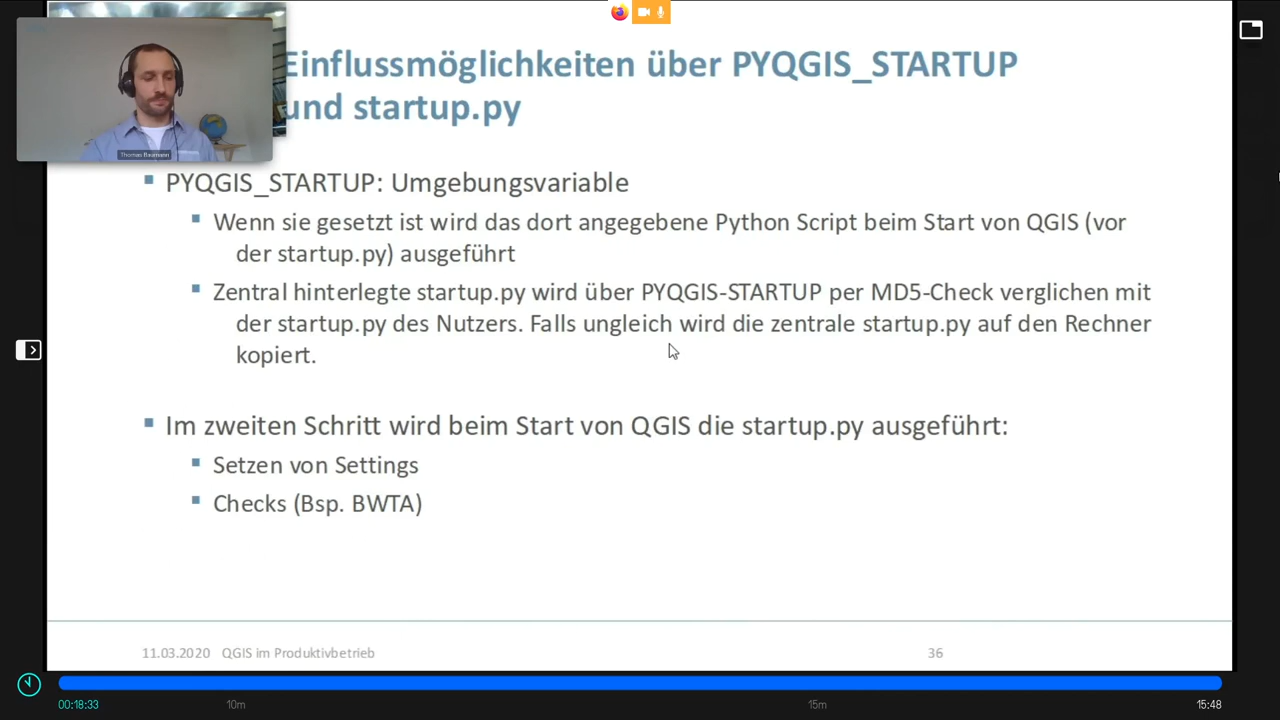 Einflussmöglichkeiten über PYQGIS_STARTUP
und startup.py
Thomas Baumann
PYQGIS_STARTUP: Umgebungsvariable
Wenn sie gesetzt ist wird das dort angegebene Python Script beim Start von QGIS (vor
der startup.py) ausgeführt
Zentral hinterlegte startup.py wird über PYQGIS-STARTUP per MD5-Check verglichen mit
der startup.py des Nutzers. Falls ungleich wird die zentrale startup.py auf den Rechner
kopiert.
Im zweiten Schritt wird beim Start von QGIS die startup.py ausgeführt:
Setzen von Settings
Checks (Bsp. BWTA)
11.03.2020 QGIS im Produktivbetrieb 36
00:18:33 10m 15m 15:48